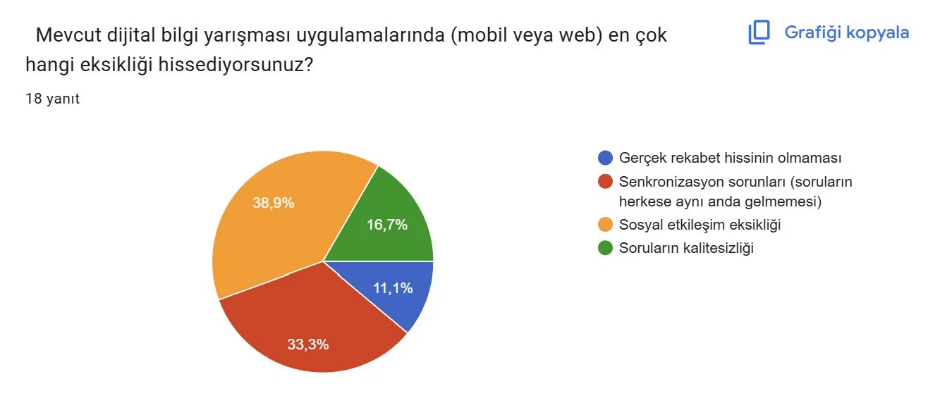 Mevcut dijital bilgi yarışması uygulamalarında (mobil veya web) en çok
hangi eksikliği hissediyorsunuz?
Grafiği kopyala
18 yanıt
38,9%
16,7%
11,1%
33,3%
Gerçek rekabet hissinin olmaması
Senkronizasyon sorunları (soruların
herkese aynı anda gelmemesi)
Sosyal etkileşim eksikliği
Soruların kalitesizliği